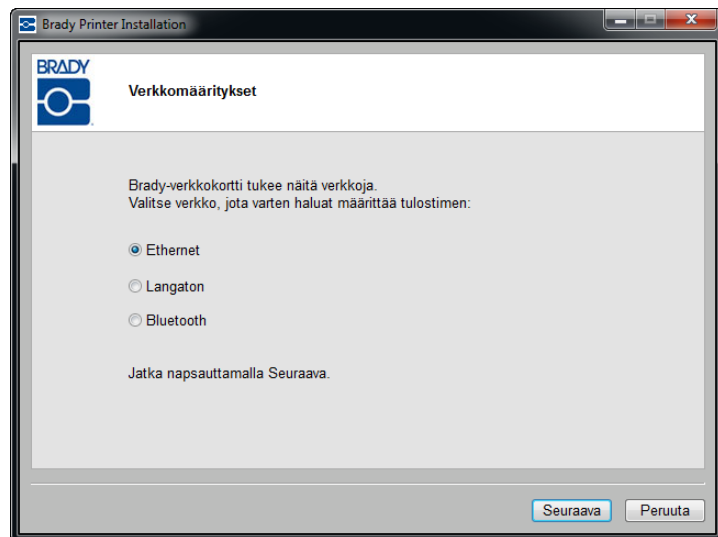 Brady Printer Installation
BRADY
Verkkomääritykset
Brady-verkkokortti tukee näitä verkkoja.
Valitse verkko, jota varten haluat määrittää tulostimen:
Ethernet
Langaton
Bluetooth
Jatka napsauttamalla Seuraava.
Seuraava
Peruuta